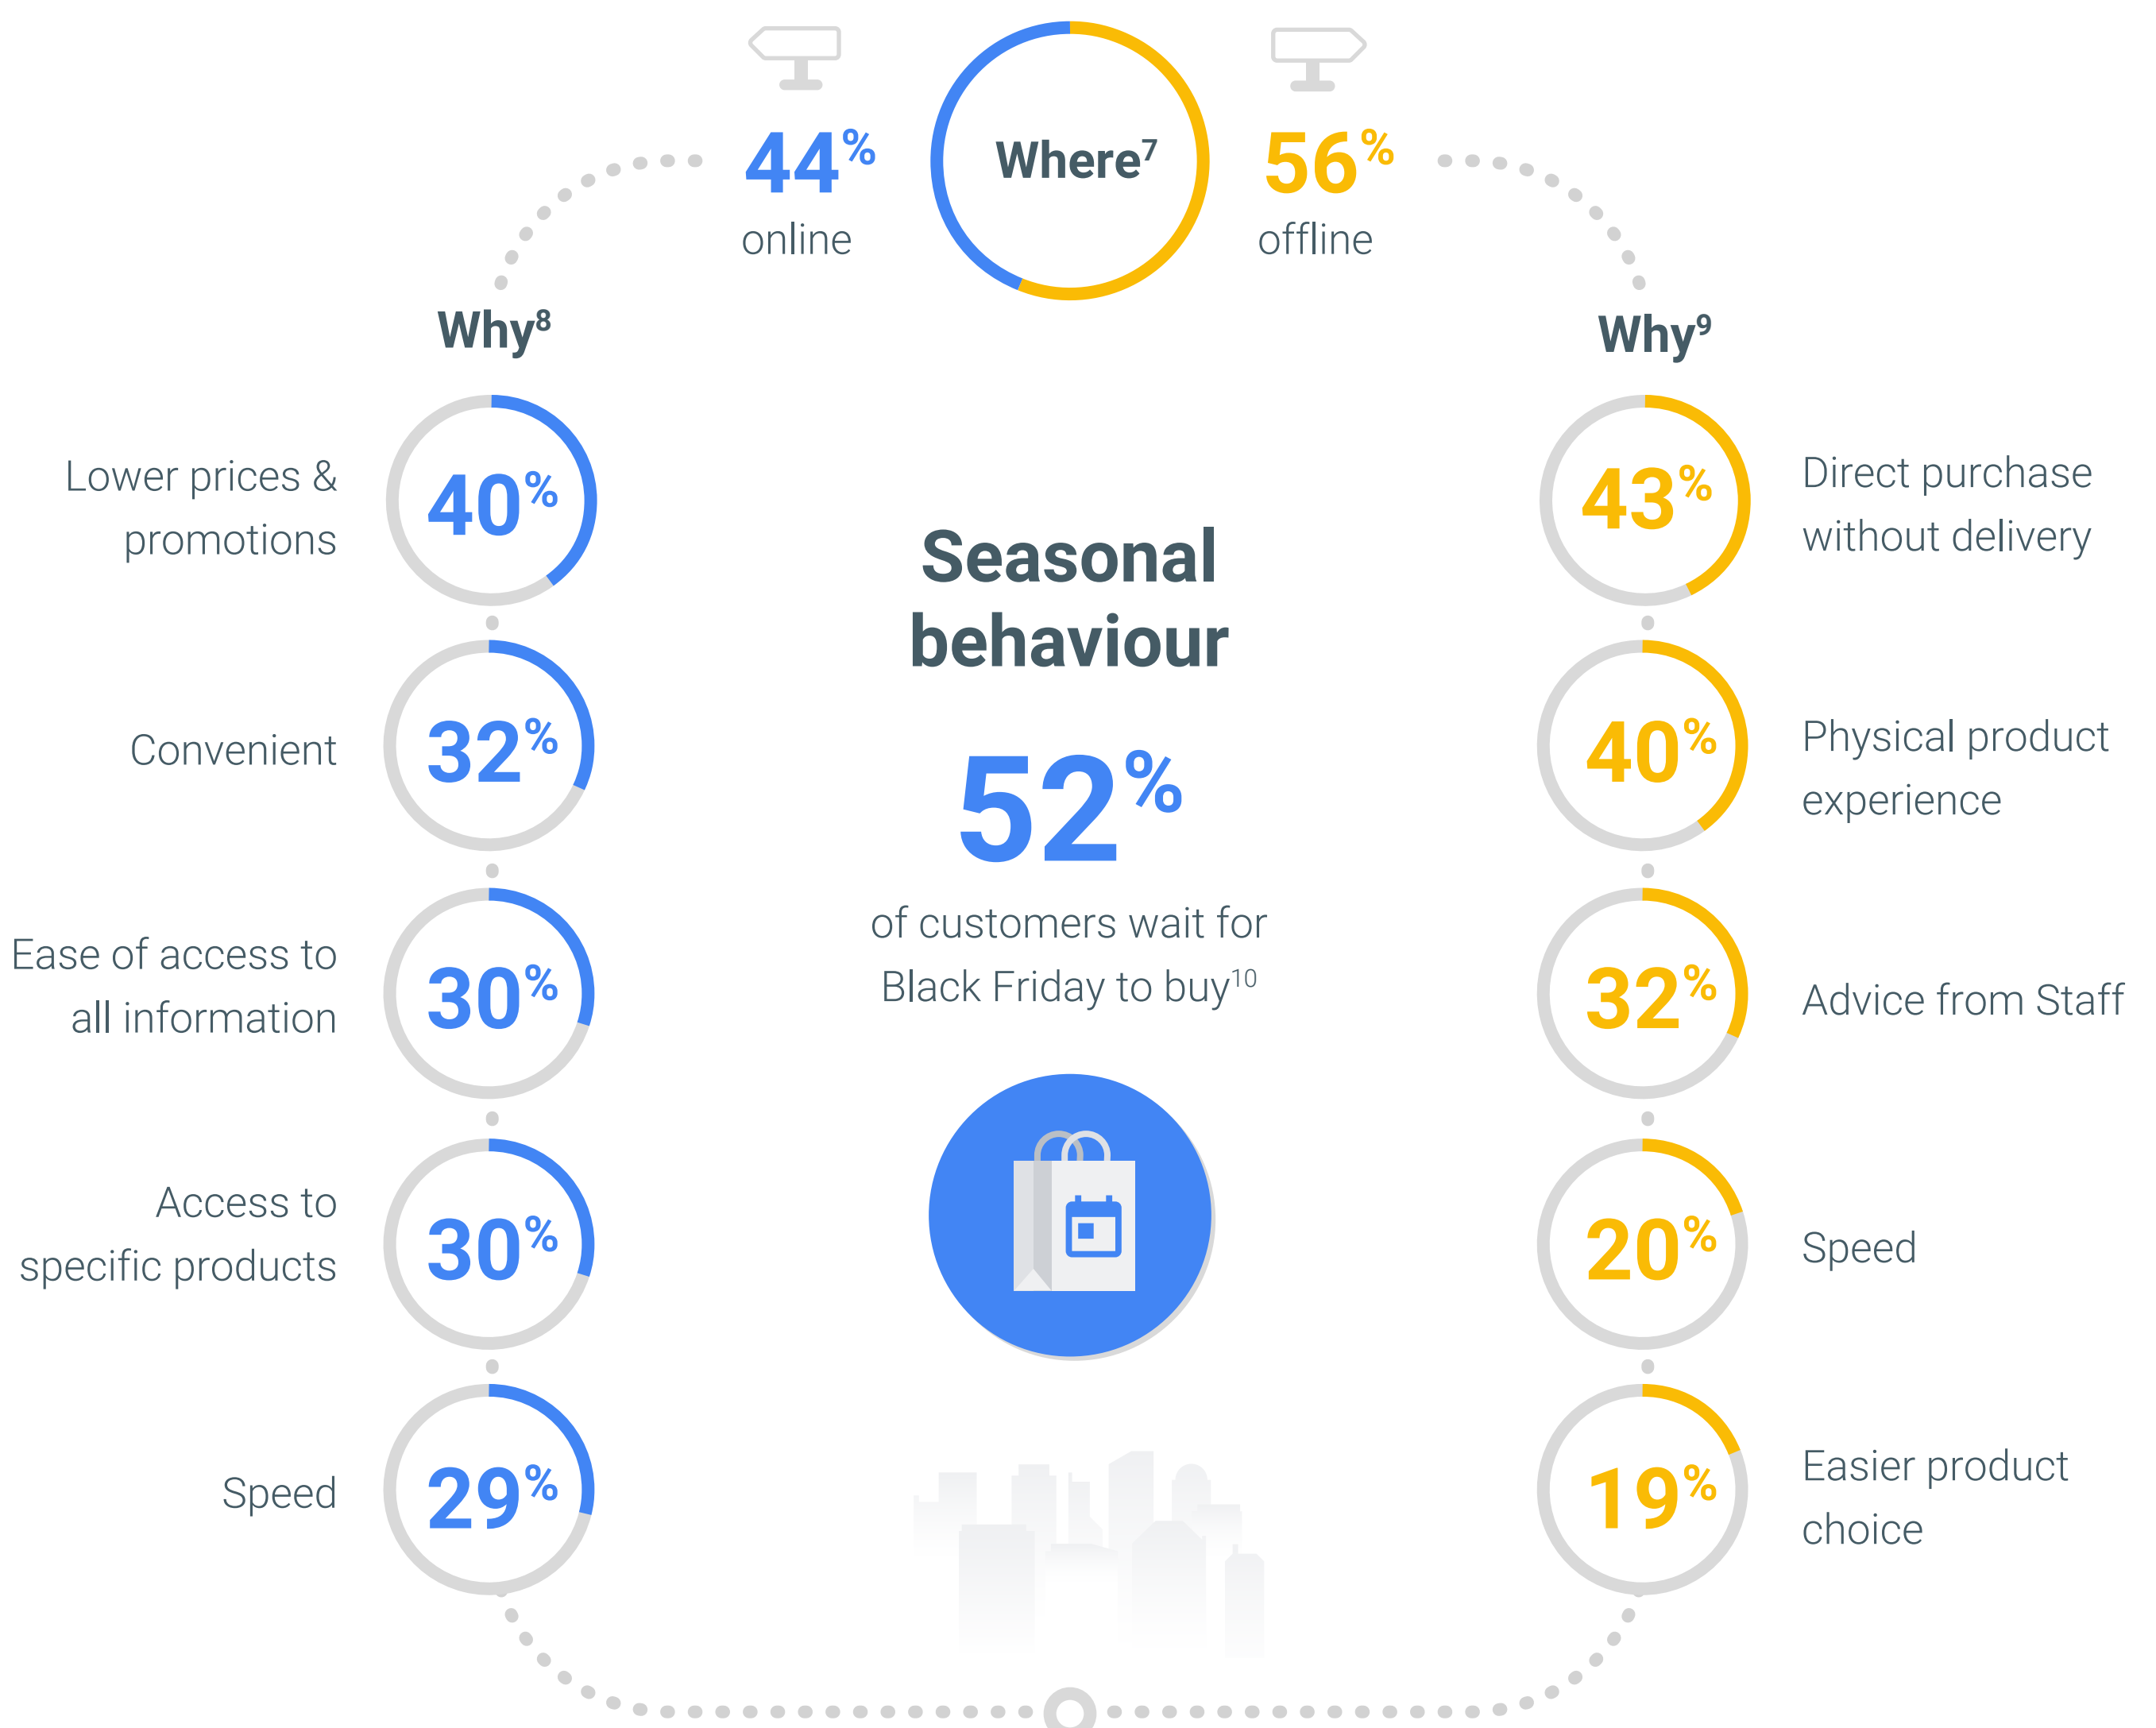 44%
online
Where7
56%
offline
Why8
40%
Lower prices &
promotions
32%
Convenient
30%
Ease of access to
all information
30%
Access to
specific products
29%
Speed
Seasonal
behaviour
52%
of customers wait for
Black Friday to buy10
Why9
43%
Direct purchase
without delivery
40%
Physical product
experience
32%
Advice from Staff
20%
Speed
19%
Easier product
choice